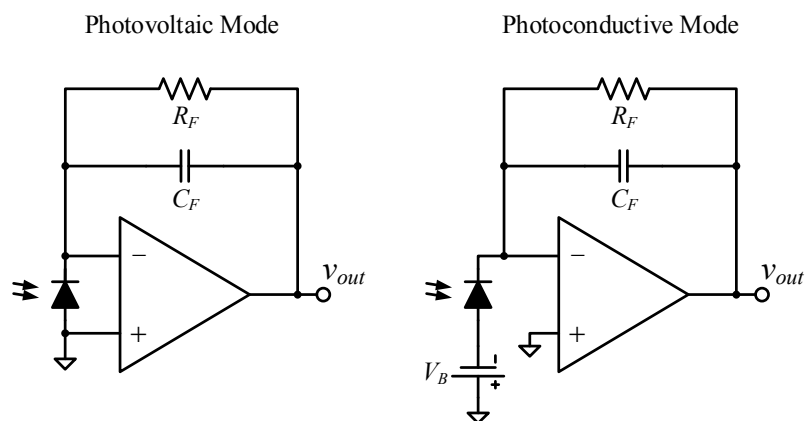 Photovoltaic Mode
R_F
C_F
−
+
v_out
Photoconductive Mode
R_F
C_F
−
+
v_out
V_B
-
+